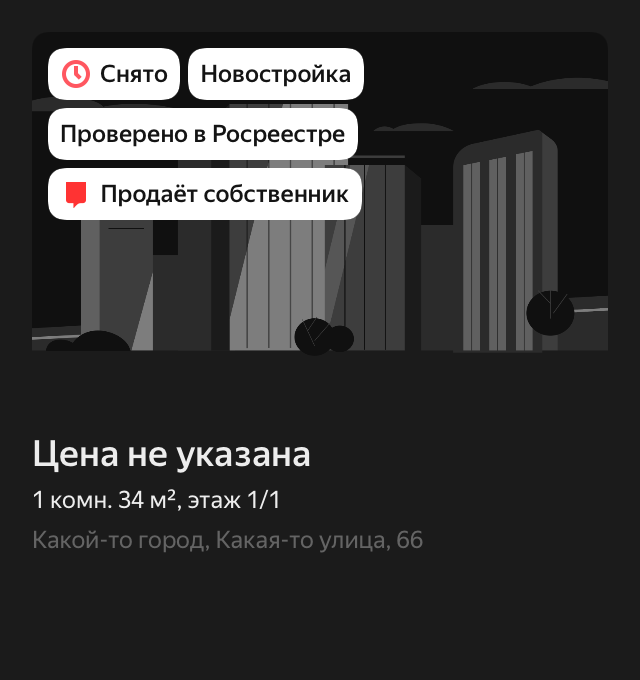 Снято
Новостройка
Проверено в Росреестре
Продаёт собственник
Цена не указана
1 комн. 34 м², этаж 1/1
Какой-то город, Какая-то улица, 66